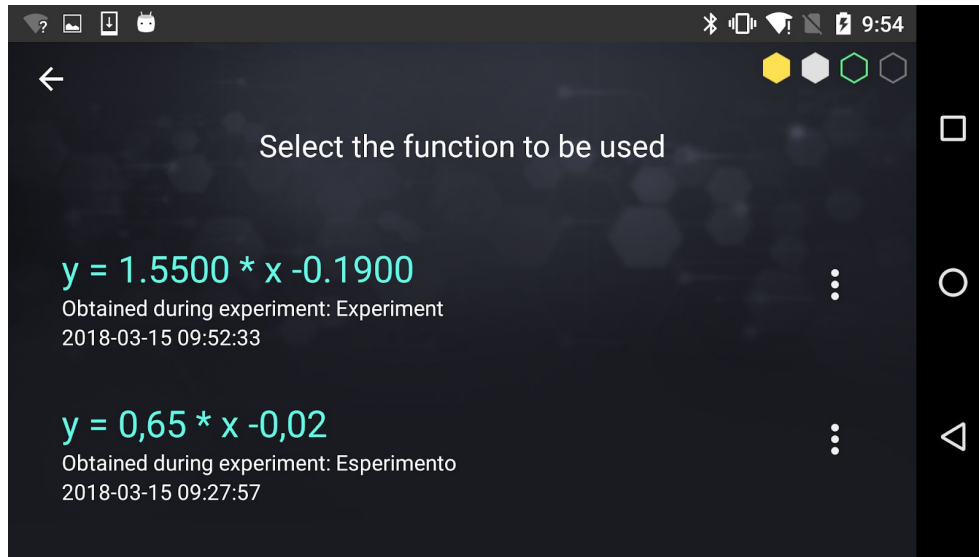 9:54
Select the function to be used
y = 1.5500 * x -0.1900
Obtained during experiment: Experiment
2018-03-15 09:52:33
y = 0,65 * x -0,02
Obtained during experiment: Esperimento
2018-03-15 09:27:57